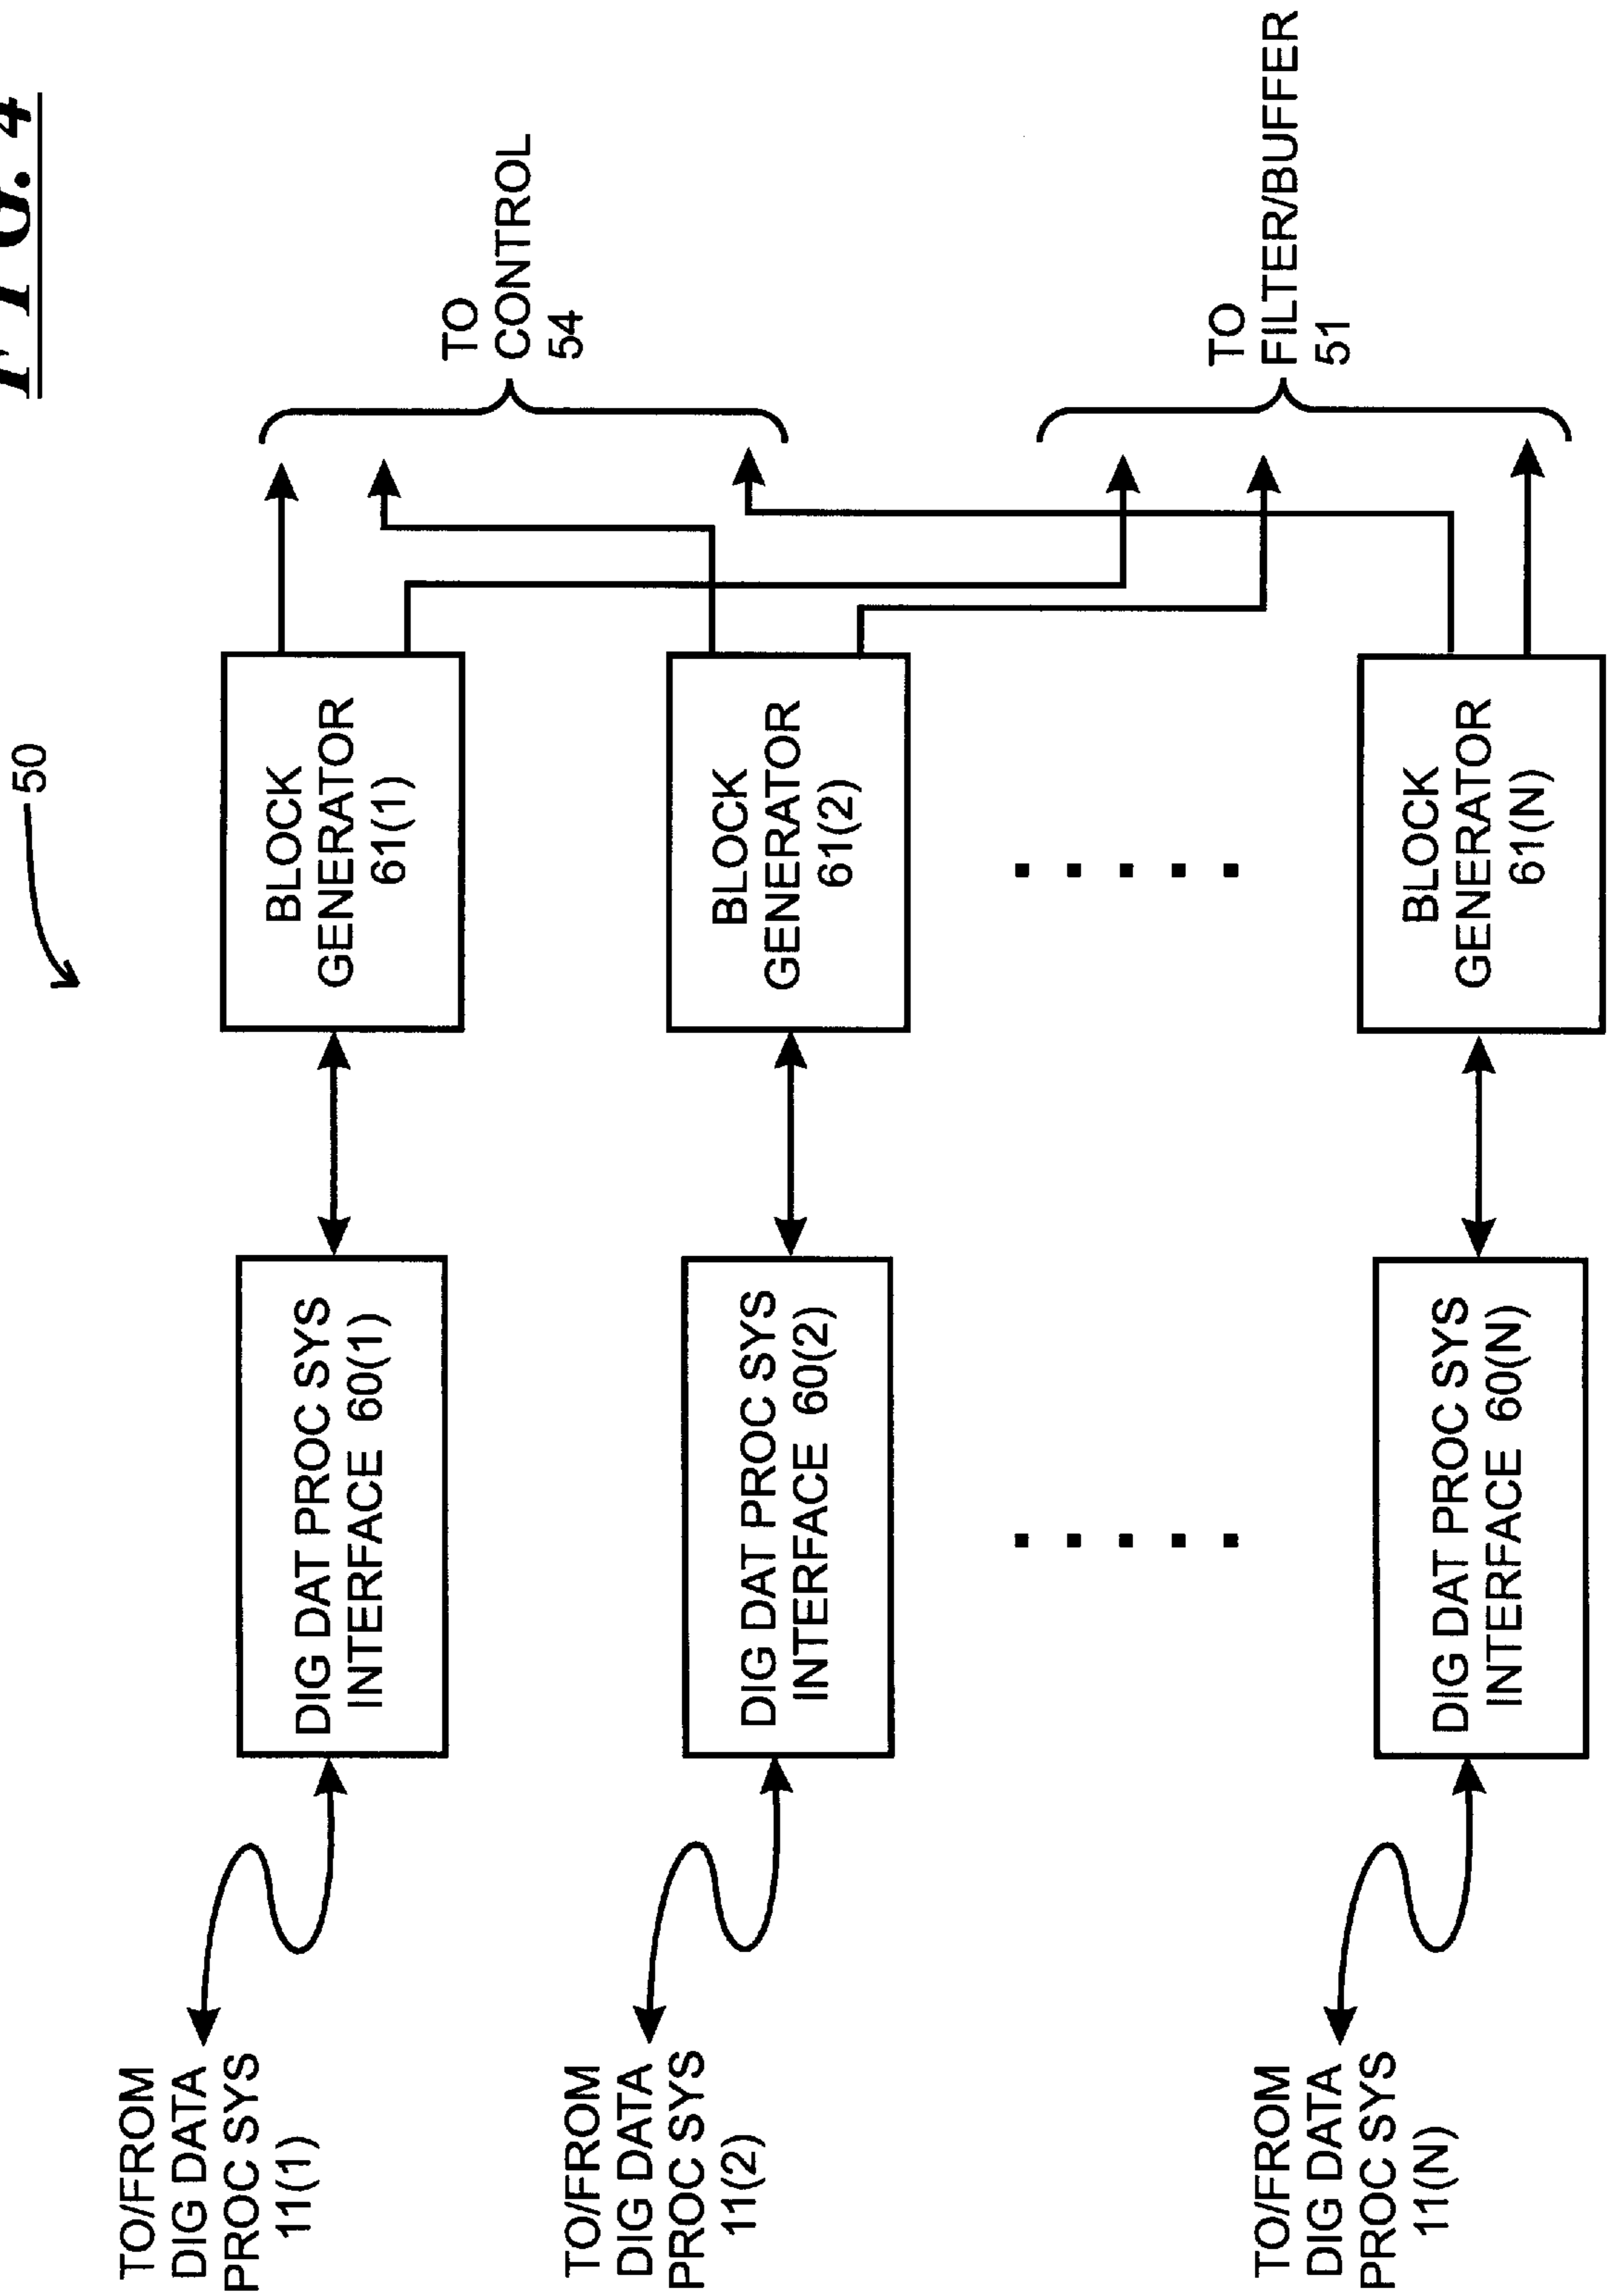 FIG. 4
50
TO/FROM
DIG DATA
PROC SYS
11(1)
DIG DAT PROC SYS
INTERFACE 60(1)
BLOCK
GENERATOR
61(1)
TO
CONTROL
54
TO/FROM
DIG DATA
PROC SYS
11(2)
DIG DAT PROC SYS
INTERFACE 60(2)
BLOCK
GENERATOR
61(2)
TO
FILTER/BUFFER
51
TO/FROM
DIG DATA
PROC SYS
11(N)
DIG DAT PROC SYS
INTERFACE 60(N)
BLOCK
GENERATOR
61(N)